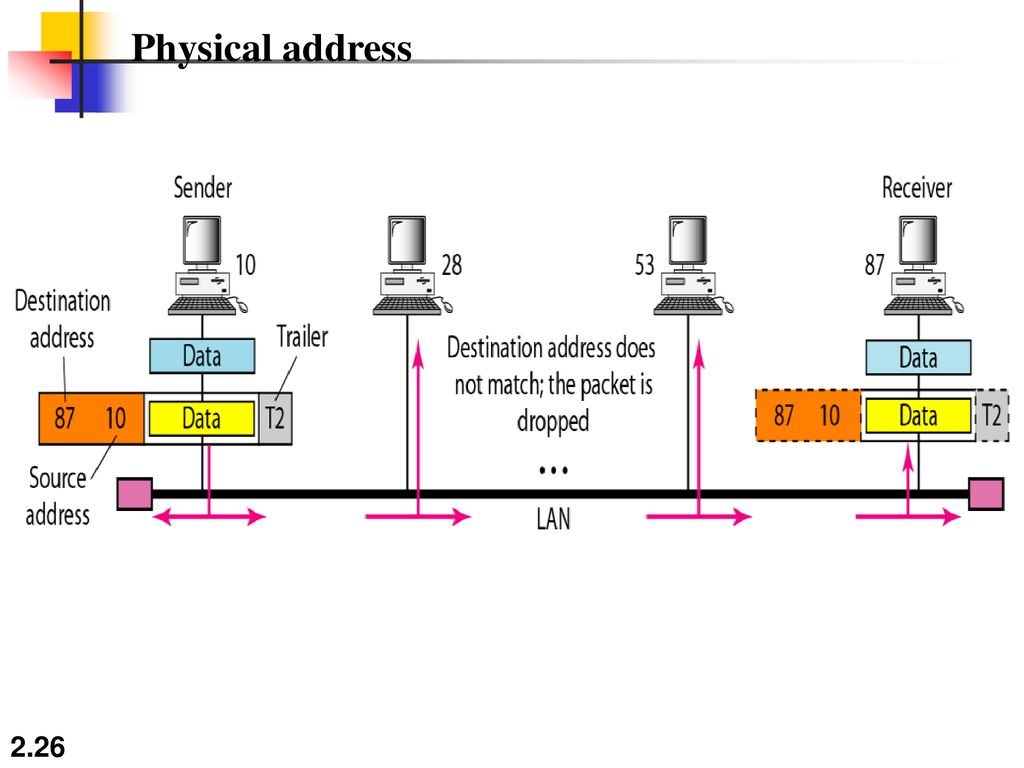 Physical address
Sender
Receiver
10
28
53
87
Destination
address
Trailer
Data
Destination address does
not match; the packet is
dropped
Data
87 10 Data T2
87 10 Data T2
...
Source
address
LAN
2.26